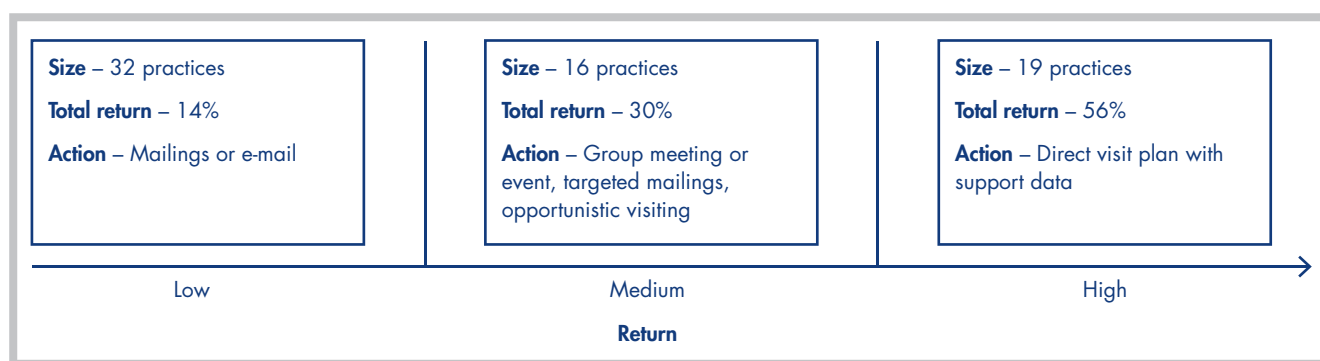 Size – 32 practices
Total return – 14%
Action – Mailings or e-mail
Size – 16 practices
Total return – 30%
Action – Group meeting or
event, targeted mailings,
opportunistic visiting
Size – 19 practices
Total return – 56%
Action – Direct visit plan with
support data
Low
Medium
High
Return